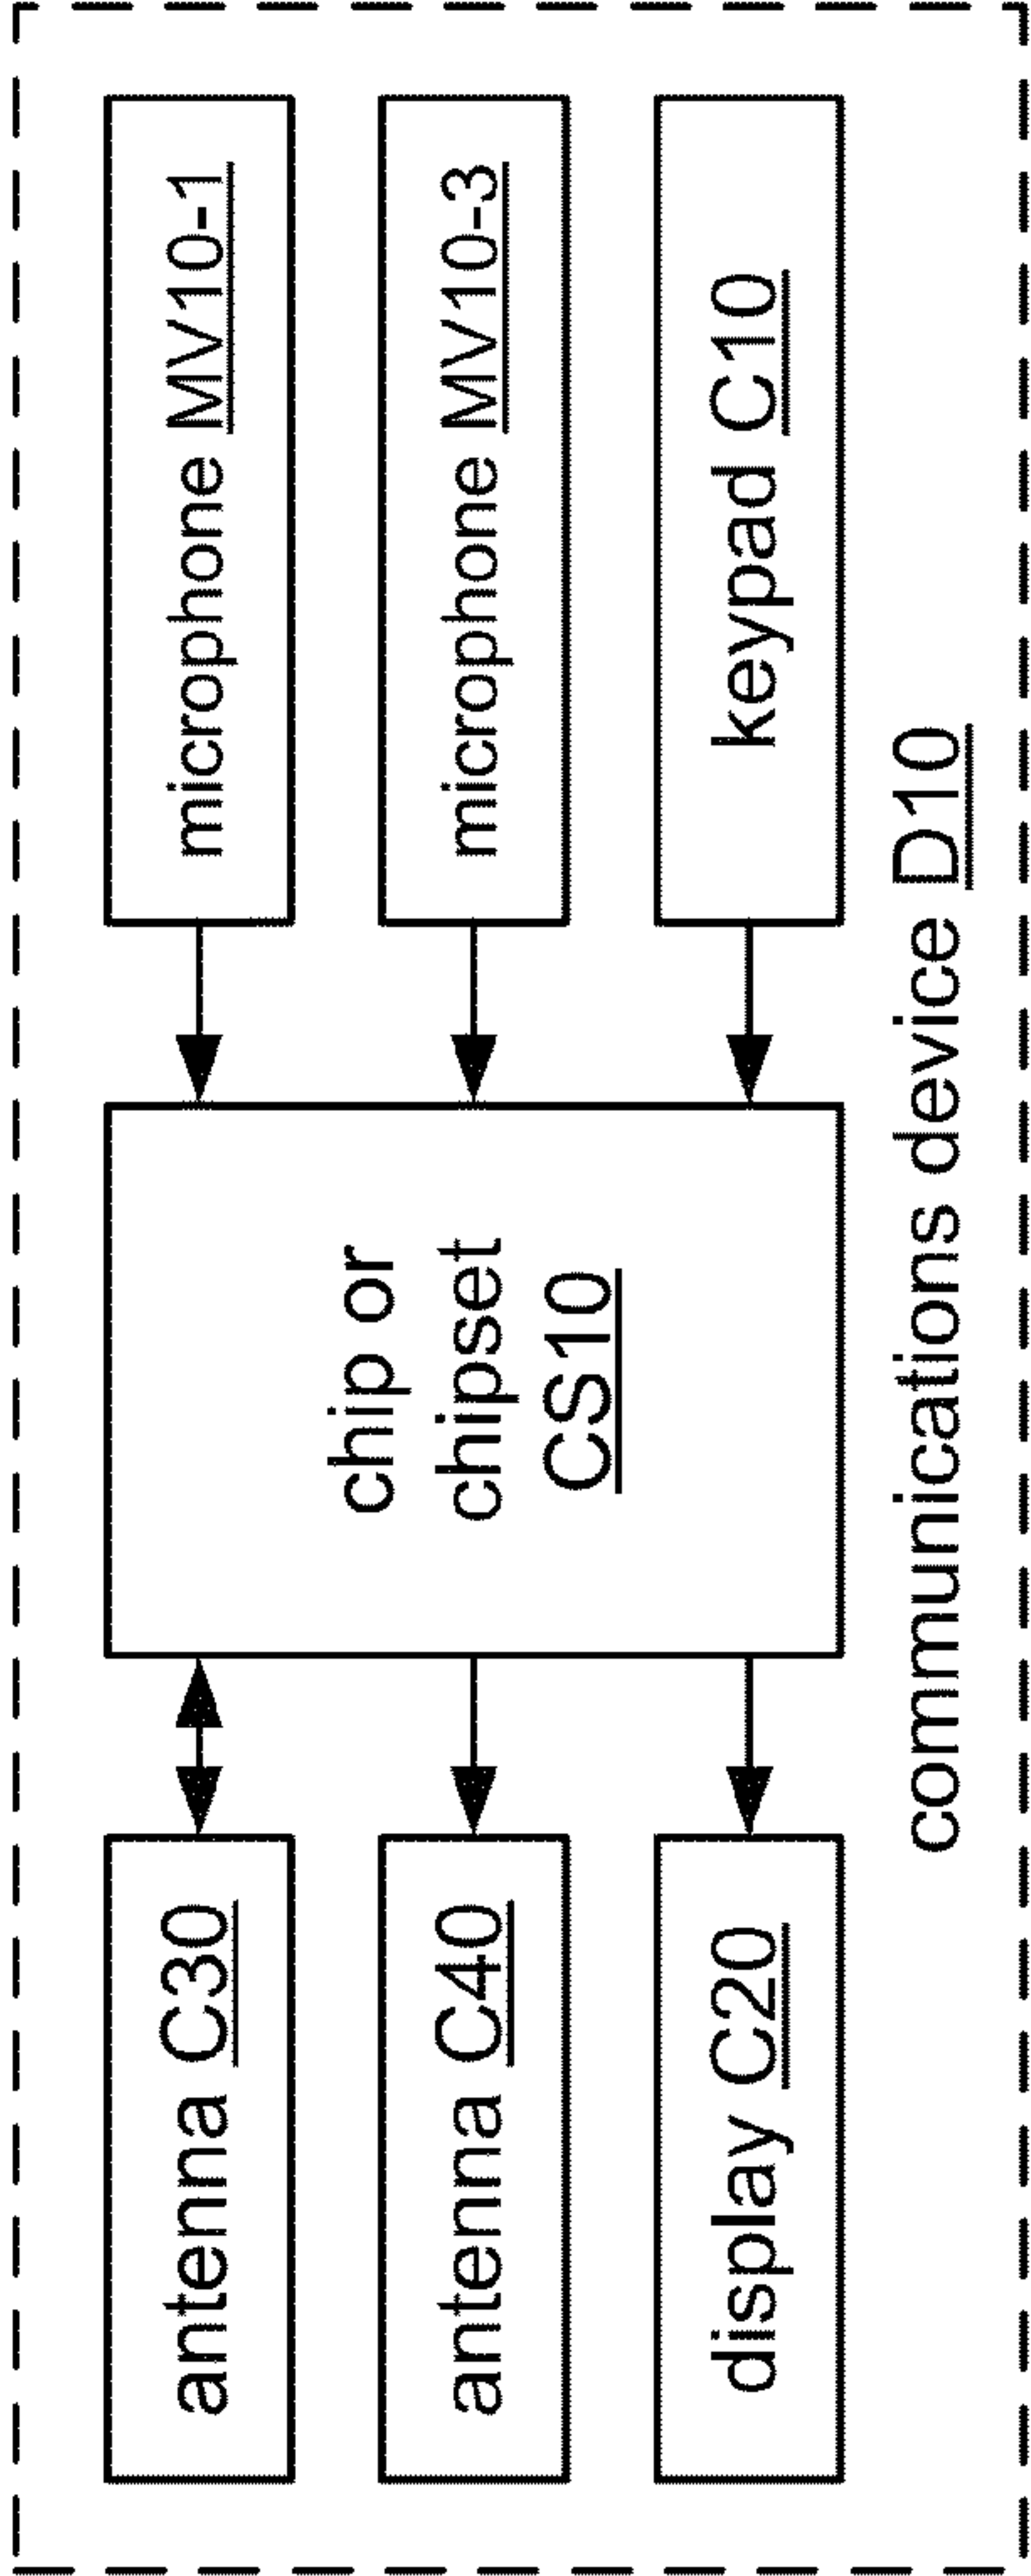 antenna C30
antenna C40
display C20
chip or
chipset
CS10
microphone MV10-1
microphone MV10-3
keypad C10
communications device D10